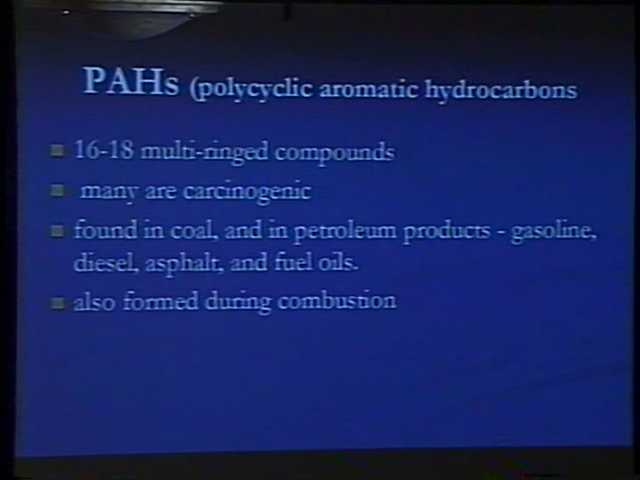 PAHs (polycyclic aromatic hydrocarbons
16-18 multi-ringed compounds
many are carcinogenic
found in coal, and in petroleum products - gasoline,
diesel, asphalt, and fuel oils.
also formed during combustion